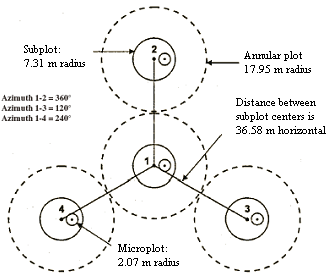 Subplot:
7.31 m radius
2
Annular plot
17.95 m radius
Azimuth 1-2 = 360°
Azimuth 1-3 = 120°
Azimuth 1-4 = 240°
Distance between
subplot centers is
36.58 m horizontal
1
4
3
Microplot:
2.07 m radius